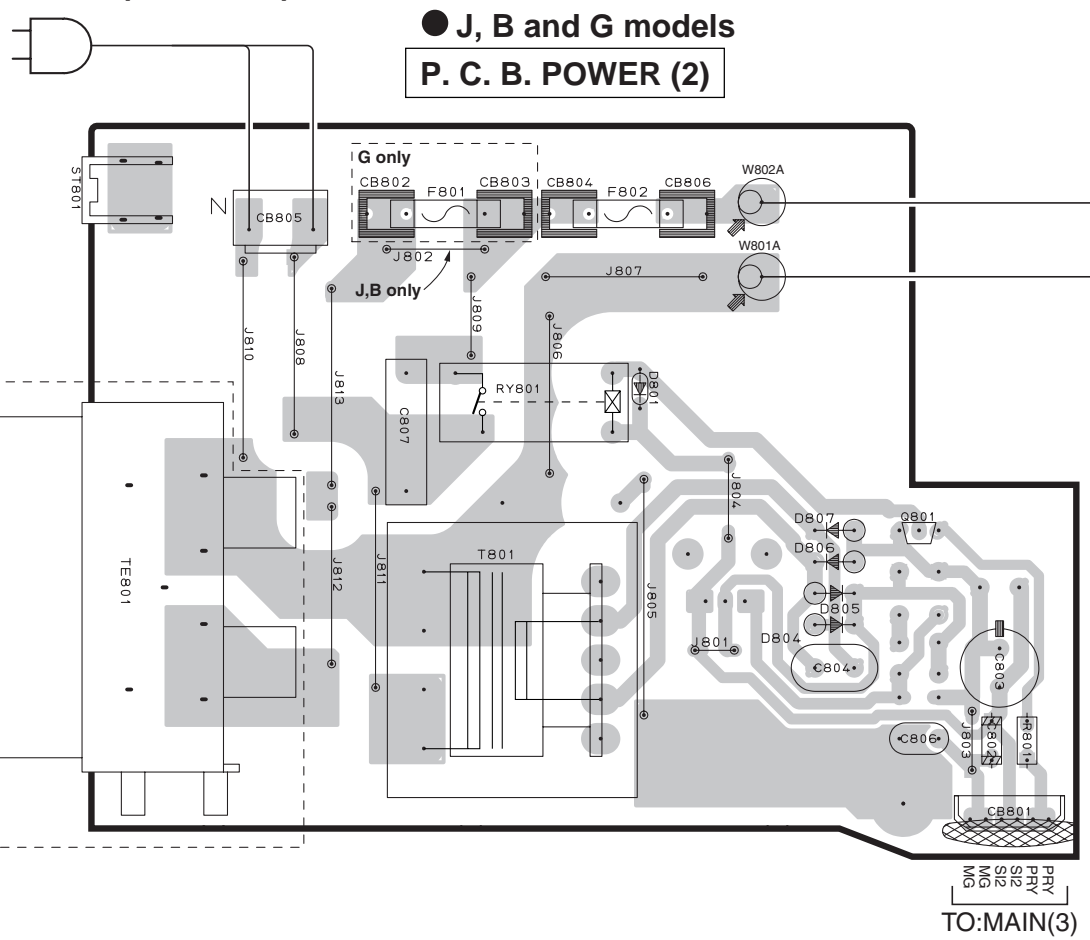 ● J, B and G models
P. C. B. POWER (2)
G only
ST801
N
CB805
CB802
F801
CB803
CB804
F802
CB806
W802A
W801A
J802
J,B only
J807
J810
J808
J813
J809
J806
C807
RY801
D801
J804
D807
Q801
D806
D805
TE801
J812
J811
T801
J805
J801
D804
C804
C803
C806
J803
C802
R801
CB801
MG
MG
SI2
SI2
PRY
PRY
TO:MAIN(3)